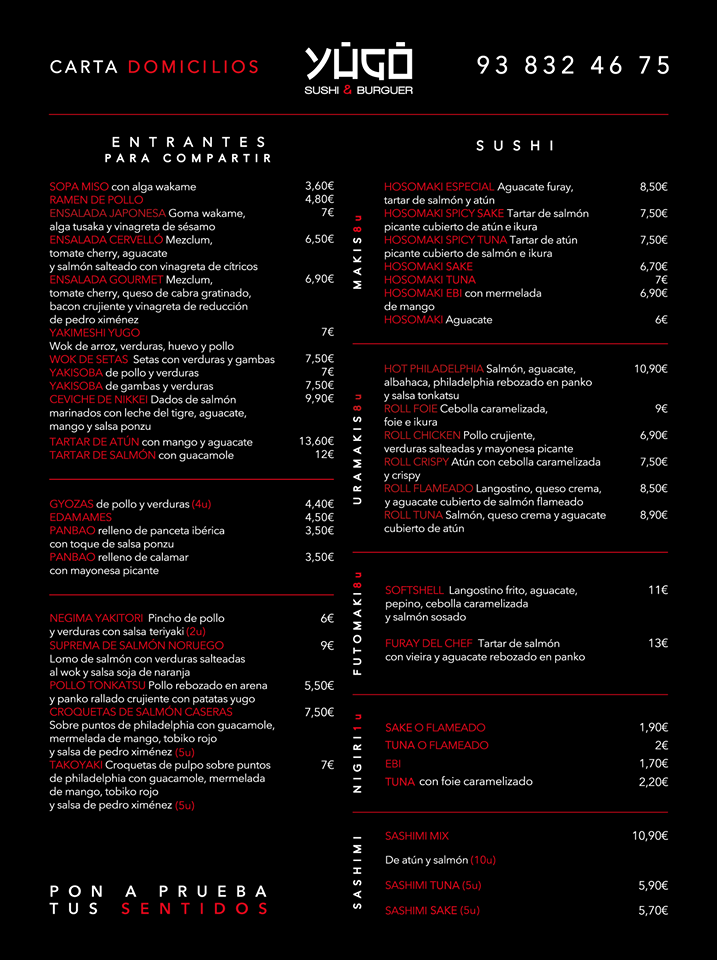 CARTA DOMICILIOS
YŪGŌ
SUSHI & BURGUER
93 832 46 75
ENTRANTES
PARA COMPARTIR
SOPA MISO con alga wakame 3,60€
RAMEN DE POLLO 4,80€
ENSALADA JAPONESA Goma wakame, 7€
alga tusaka y vinagreta de sésamo
ENSALADA CERVELLÓ Mezclum, 6,50€
tomate cherry, aguacate
y salmón salteado con vinagreta de cítricos
ENSALADA GOURMET Mezclum, 6,90€
tomate cherry, queso de cabra gratinado,
bacon crujiente y vinagreta de reducción
de pedro ximénez
YAKIMESHI YUGO 7€
Wok de arroz, verduras, huevo y pollo
WOK DE SETAS Setas con verduras y gambas 7,50€
YAKISOBA de pollo y verduras 7€
YAKISOBA de gambas y verduras 7,50€
CEVICHE DE NIKKEI Dados de salmón 9,90€
marinados con leche del tigre, aguacate,
mango y salsa ponzu
TARTAR DE ATÚN con mango y aguacate 13,60€
TARTAR DE SALMÓN con guacamole 12€
GYOZAS de pollo y verduras (4u) 4,40€
EDAMAMES 4,50€
PANBAO relleno de panceta ibérica 3,50€
con toque de salsa ponzu
PANBAO relleno de calamar 3,50€
con mayonesa picante
NEGIMA YAKITORI Pincho de pollo 6€
y verduras con salsa teriyaki (2u)
SUPREMA DE SALMÓN NORUEGO 9€
Lomo de salmón con verduras salteadas
al wok y salsa soja de naranja
POLLO TONKATSU Pollo rebozado en arena 5,50€
y panko rallado crujiente con patatas yugo
CROQUETAS DE SALMÓN CASERAS 7,50€
Sobre puntos de philadelphia con guacamole,
mermelada de mango, tobiko rojo
y salsa de pedro ximénez (5u)
TAKOYAKI Croquetas de pulpo sobre puntos 7€
de philadelphia con guacamole, mermelada
de mango, tobiko rojo
y salsa de pedro ximénez (5u)
PON A PRUEBA
TUS SENTIDOS
SUSHI
MAKIS8u
HOSOMAKI ESPECIAL Aguacate furay, 8,50€
tartar de salmón y atún
HOSOMAKI SPICY SAKE Tartar de salmón 7,50€
picante cubierto de atún e ikura
HOSOMAKI SPICY TUNA Tartar de atún 7,50€
picante cubierto de salmón e ikura
HOSOMAKI SAKE 6,70€
HOSOMAKI TUNA 7€
HOSOMAKI EBI con mermelada 6,90€
de mango
HOSOMAKI Aguacate 6€
URAMAKIS8u
HOT PHILADELPHIA Salmón, aguacate, 10,90€
albahaca, philadelphia rebozado en panko
y salsa tonkatsu
ROLL FOIE Cebolla caramelizada, 9€
foie e ikura
ROLL CHICKEN Pollo crujiente, 6,90€
verduras salteadas y mayonesa picante
ROLL CRISPY Atún con cebolla caramelizada 7,50€
y crispy
ROLL FLAMEADO Langostino, queso crema, 8,50€
y aguacate cubierto de salmón flameado
ROLL TUNA Salmón, queso crema y aguacate 8,90€
cubierto de atún
FUTOMAKI8u
SOFTSHELL Langostino frito, aguacate, 11€
pepino, cebolla caramelizada
y salmón sosado
FURAY DEL CHEF Tartar de salmón 13€
con vieira y aguacate rebozado en panko
NIGIRI1u
SAKE O FLAMEADO 1,90€
TUNA O FLAMEADO 2€
EBI 1,70€
TUNA con foie caramelizado 2,20€
SASHIMI
SASHIMI MIX 10,90€
De atún y salmón (10u)
SASHIMI TUNA (5u) 5,90€
SASHIMI SAKE (5u) 5,70€